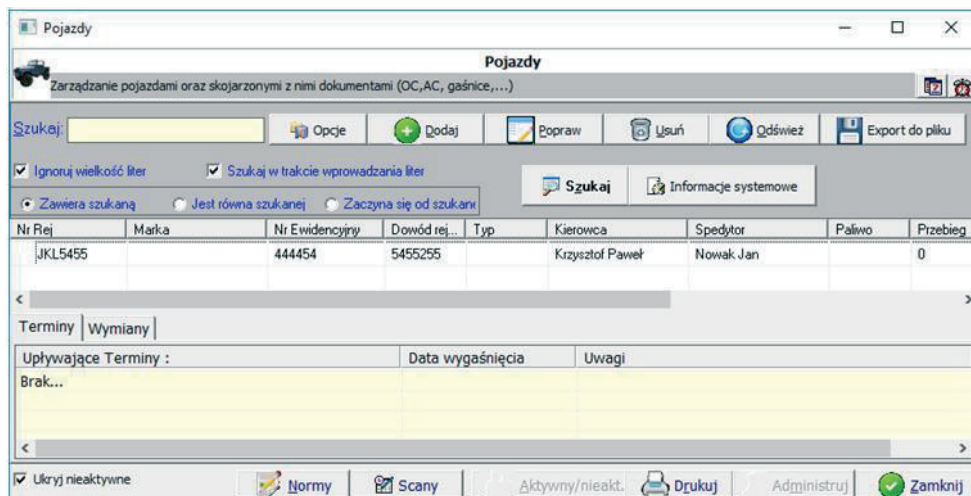 Pojazdy
Pojazdy
Zarządzanie pojazdami oraz skojarzonymi z nimi dokumentami (OC,AC, gaśnice,...)
Szukaj: Opcje Dodaj Popraw Usuń Odśwież Export do pliku
Ignoruj wielkość liter Szukaj w trakcie wprowadzania liter
Szukaj Informacje systemowe
Zawiera szukaną Jest równa szukanej Zaczyna się od szukane
Nr Rej Marka Nr Ewidencyjny Dowód rej... Typ Kierowca Spedytor Paliwo Przebieg
JKL5455 444454 5455255 Krzysztof Paweł Nowak Jan 0
Terminy Wymiany
Upływające Terminy : Data wygaśnięcia Uwagi
Brak...
Ukryj nieaktywne Normy Scany Aktywny/nieakt. Drukuj Administruj Zamknij